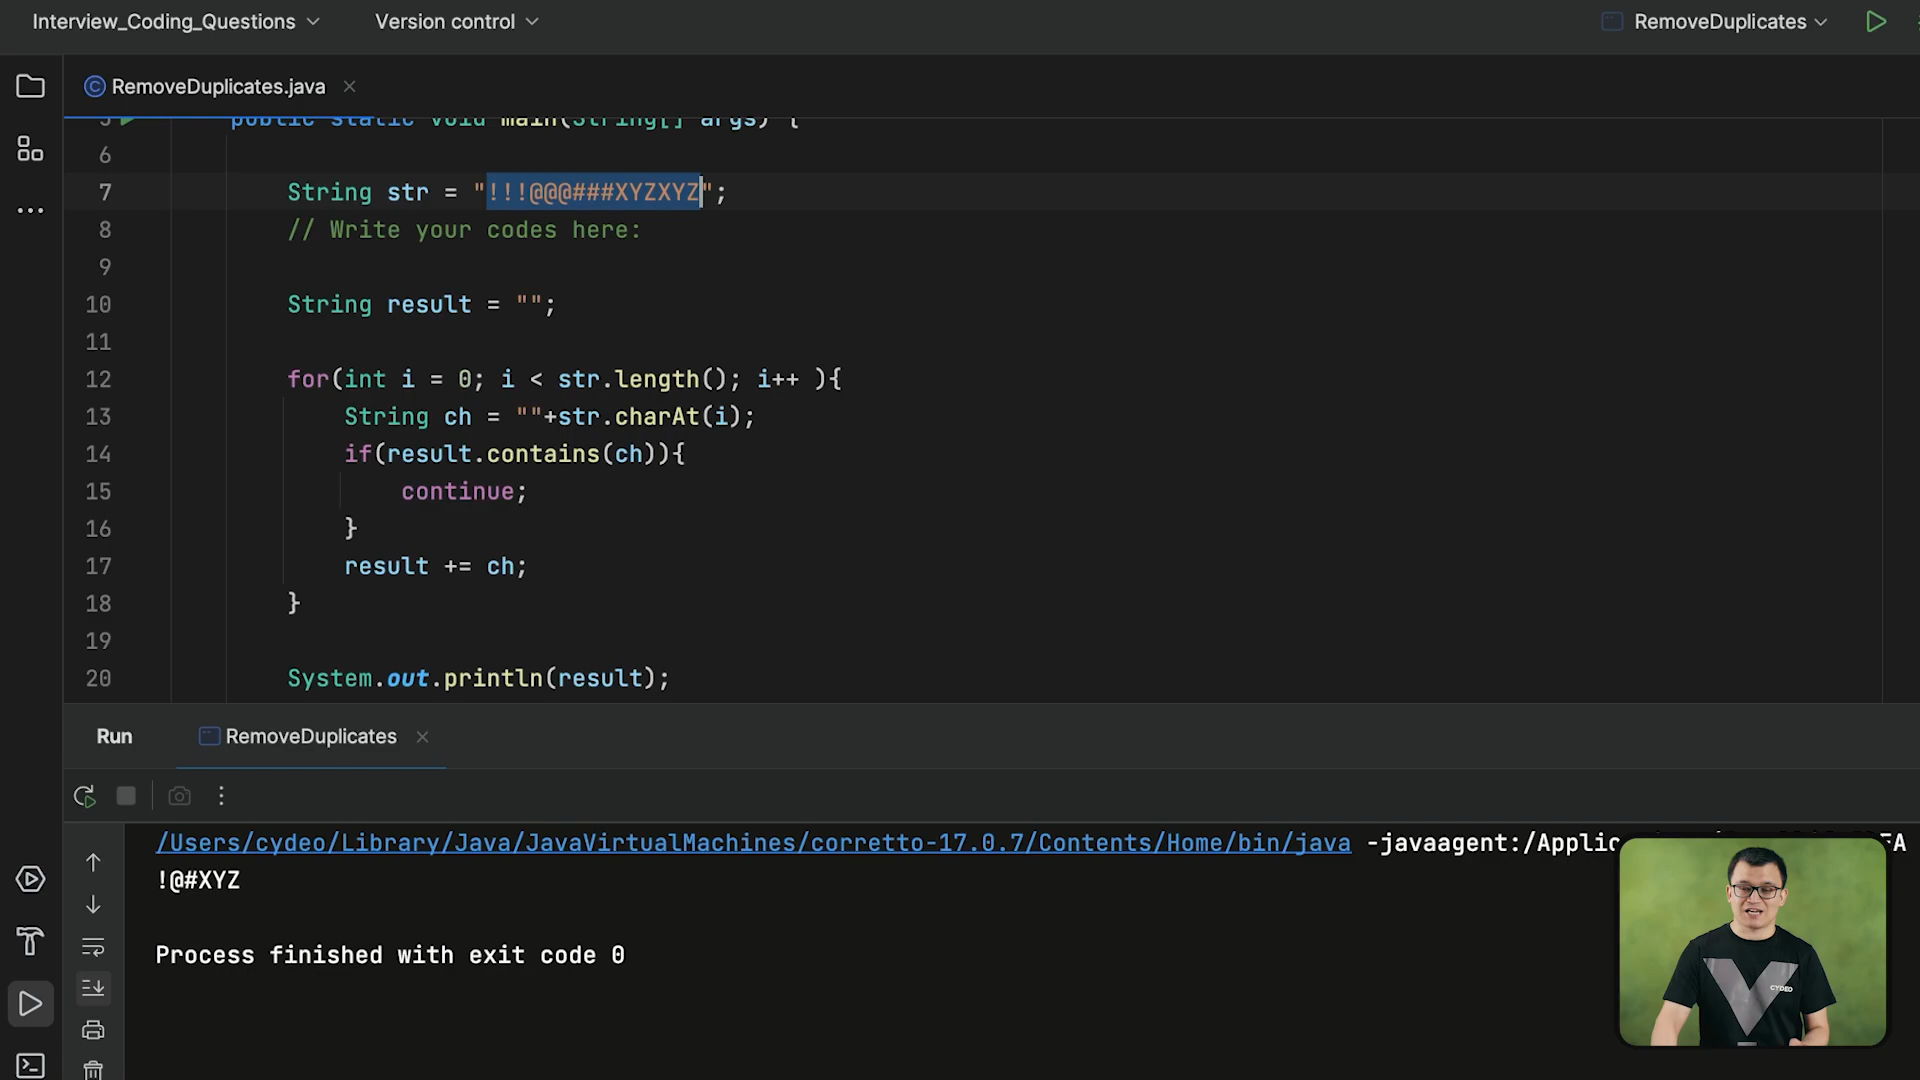 Interview_Coding_Questions Version control RemoveDuplicates
RemoveDuplicates.java
5 public static void main(String[] args) {
6
7 String str = "!!!@@@###XYZXYZ";
8 // Write your codes here:
9
10 String result = "";
11
12 for(int i = 0; i < str.length(); i++ ){
13 String ch = ""+str.charAt(i);
14 if(result.contains(ch)){
15 continue;
16 }
17 result += ch;
18 }
19
20 System.out.println(result);
Run RemoveDuplicates
/Users/cydeo/Library/Java/JavaVirtualMachines/corretto-17.0.7/Contents/Home/bin/java -javaagent:/Applic
!@#XYZ
Process finished with exit code 0
CYDEO